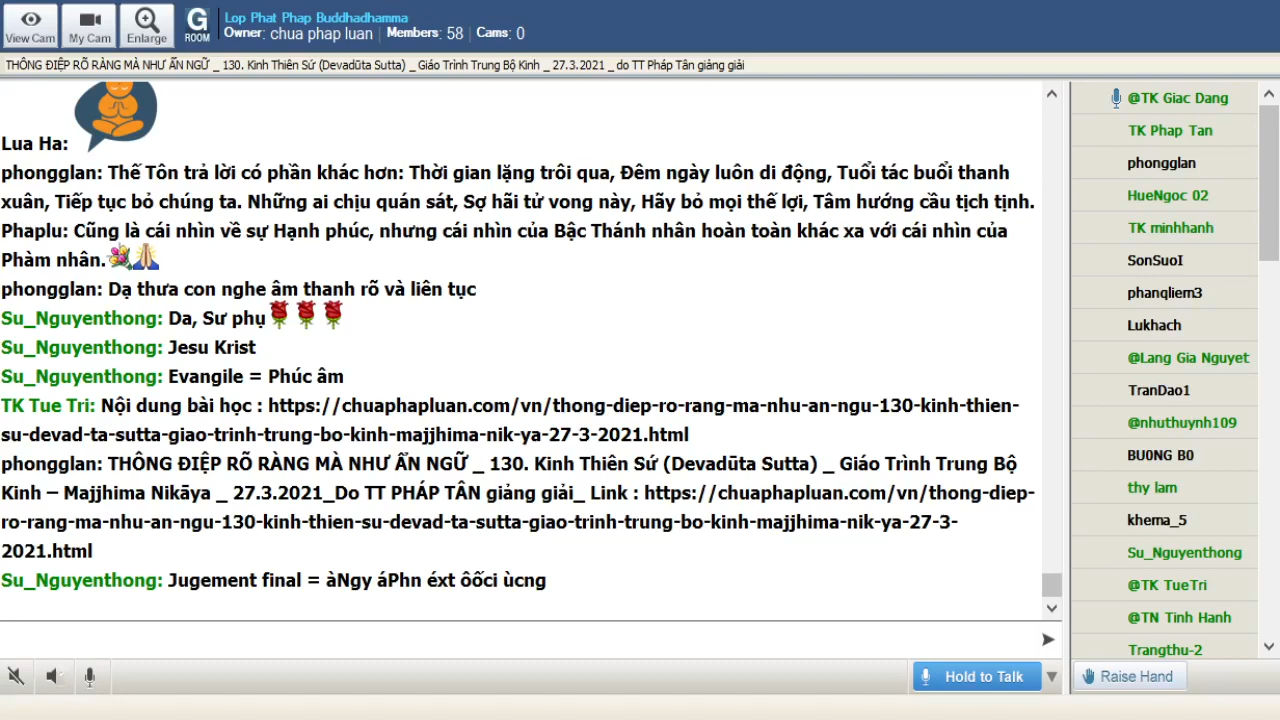 View Cam
My Cam
Enlarge
G
ROOM
Lop Phat Phap Buddhadhamma
Owner: chua phap luan | Members: 58 | Cams: 0
THÔNG ĐIỆP RÕ RÀNG MÀ NHƯ ẨN NGỮ _ 130. Kinh Thiên Sứ (Devadūta Sutta) _ Giáo Trình Trung Bộ Kinh _ 27.3.2021 _ do TT Pháp Tân giảng giải
Lua Ha:
phongglan: Thế Tôn trả lời có phần khác hơn: Thời gian lặng trôi qua, Đêm ngày luôn di động, Tuổi tác buổi thanh
xuân, Tiếp tục bỏ chúng ta. Những ai chịu quán sát, Sợ hãi tử vong này, Hãy bỏ mọi thế lợi, Tâm hướng cầu tịch tịnh.
Phaplu: Cũng là cái nhìn về sự Hạnh phúc, nhưng cái nhìn của Bậc Thánh nhân hoàn toàn khác xa với cái nhìn của
Phàm nhân.
phongglan: Dạ thưa con nghe âm thanh rõ và liên tục
Su_Nguyenthong: Da, Sư phụ
Su_Nguyenthong: Jesu Krist
Su_Nguyenthong: Evangile = Phúc âm
TK Tue Tri: Nội dung bài học : https://chuaphapluan.com/vn/thong-diep-ro-rang-ma-nhu-an-ngu-130-kinh-thien-
su-devad-ta-sutta-giao-trinh-trung-bo-kinh-majjhima-nik-ya-27-3-2021.html
phongglan: THÔNG ĐIỆP RÕ RÀNG MÀ NHƯ ẨN NGỮ _ 130. Kinh Thiên Sứ (Devadūta Sutta) _ Giáo Trình Trung Bộ
Kinh – Majjhima Nikāya _ 27.3.2021_Do TT PHÁP TÂN giảng giải_ Link : https://chuaphapluan.com/vn/thong-diep-
ro-rang-ma-nhu-an-ngu-130-kinh-thien-su-devad-ta-sutta-giao-trinh-trung-bo-kinh-majjhima-nik-ya-27-3-
2021.html
Su_Nguyenthong: Jugement final = àNgy áPhn éxt ôốci ùcng
Hold to Talk
@TK Giac Dang
TK Phap Tan
phongglan
HueNgoc 02
TK minhhanh
SonSuoI
phanqliem3
Lukhach
@Lang Gia Nguyet
TranDao1
@nhuthuynh109
BU0NG B0
thy lam
khema_5
Su_Nguyenthong
@TK TueTri
@TN Tinh Hanh
Trangthu-2
Raise Hand